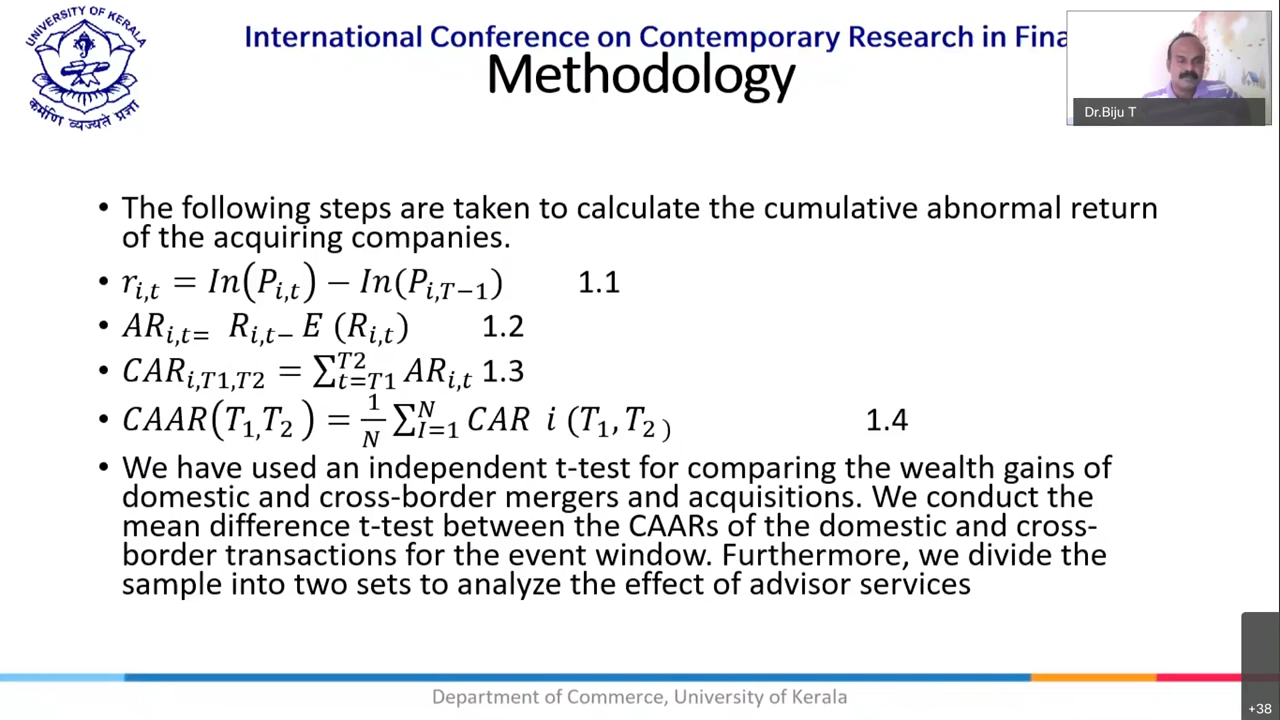 UNIVERSITY OF KERALA
कर्मणि व्यज्यते प्रज्ञा
International Conference on Contemporary Research in Fina
Methodology
Dr.Biju T
• The following steps are taken to calculate the cumulative abnormal return
of the acquiring companies.
• r_{i,t} = In(P_{i,t}) − In(P_{i,T−1}) 1.1
• AR_{i,t=} R_{i,t−} E (R_{i,t}) 1.2
• CAR_{i,T1,T2} = ∑_{t=T1}^{T2} AR_{i,t} 1.3
• CAAR(T_{1,}T_2) = \frac{1}{N} ∑_{I=1}^{N} CAR i (T_1, T_{2)} 1.4
• We have used an independent t-test for comparing the wealth gains of
domestic and cross-border mergers and acquisitions. We conduct the
mean difference t-test between the CAARs of the domestic and cross-
border transactions for the event window. Furthermore, we divide the
sample into two sets to analyze the effect of advisor services
Department of Commerce, University of Kerala
+38